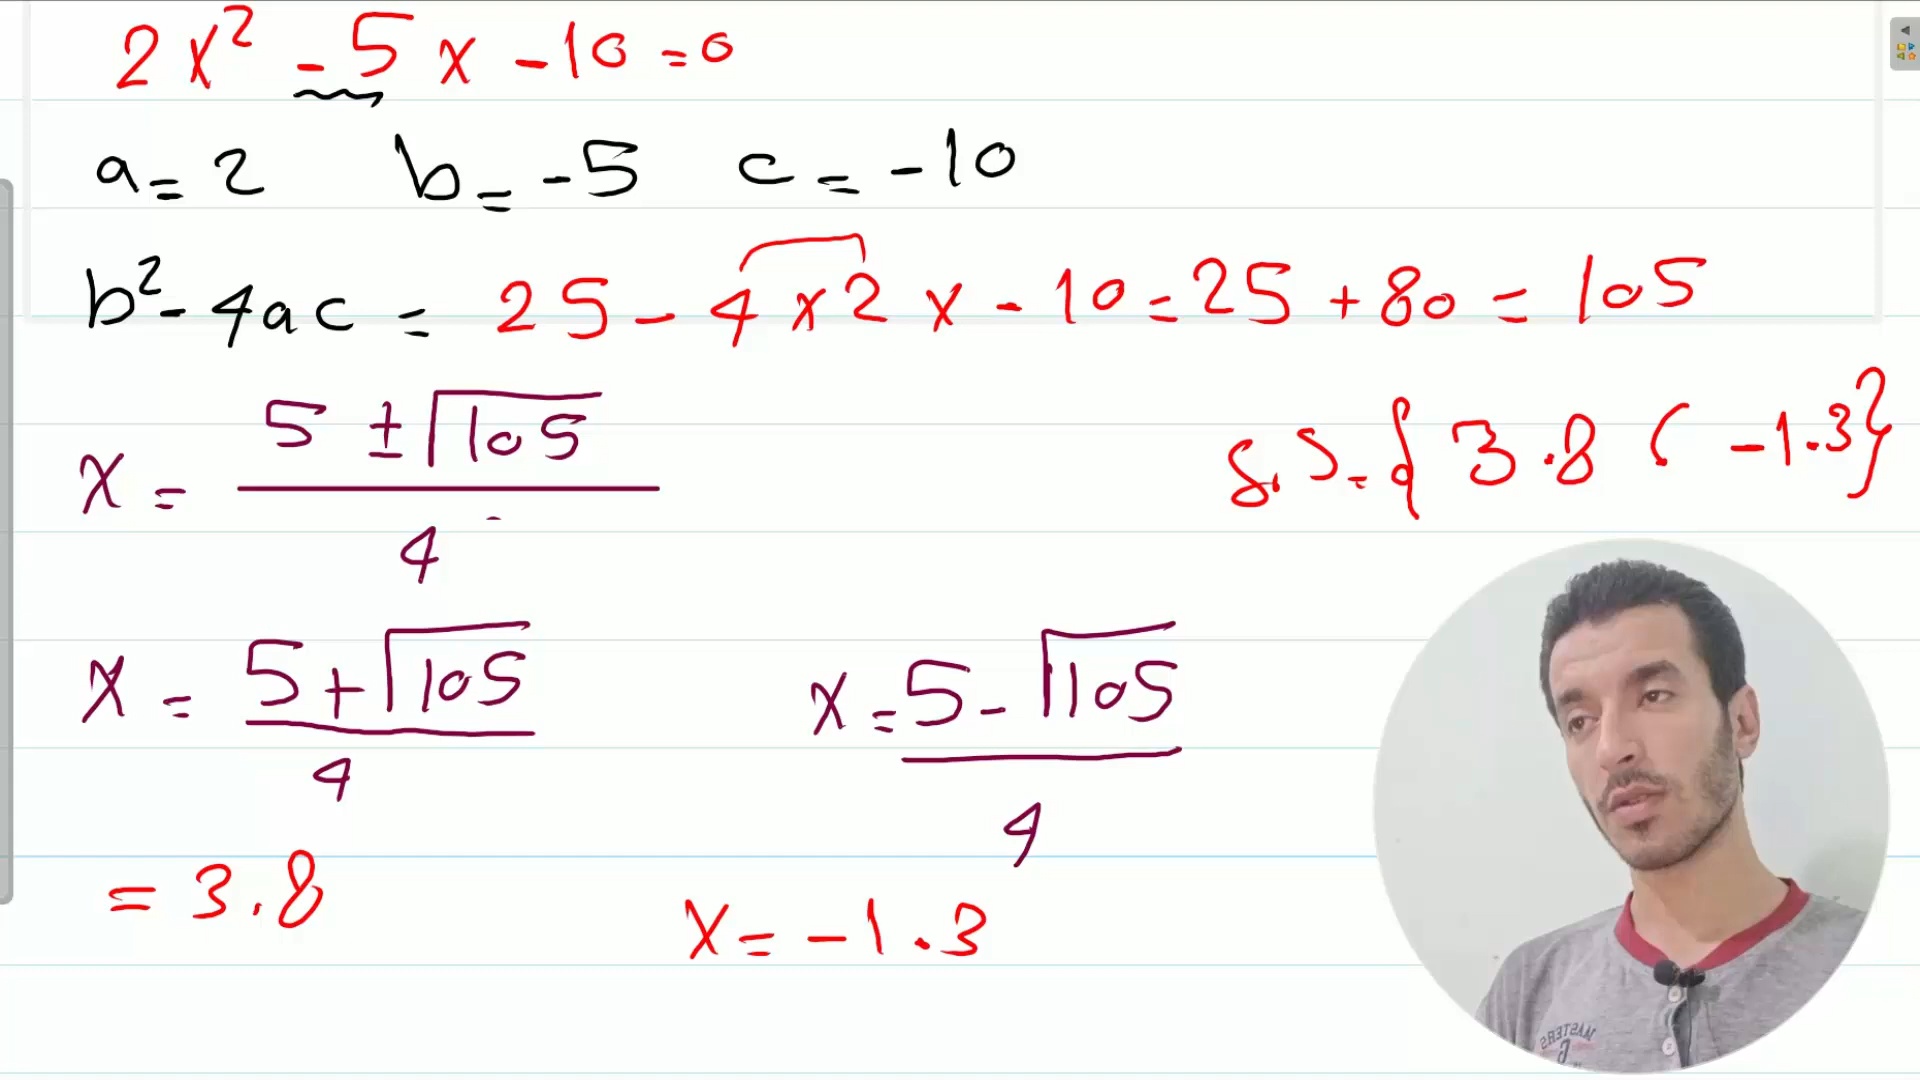 2x² - 5x - 10 = 0
a = 2 b = -5 c = -10
b² - 4ac = 25 - 4 × 2 × - 10 = 25 + 80 = 105
x = (5 ± √105) / 4
S.S = { 3.8 ( -1.3 }
x = (5 + √105) / 4
x = (5 - √105) / 4
= 3.8
x = -1.3
MASTERS